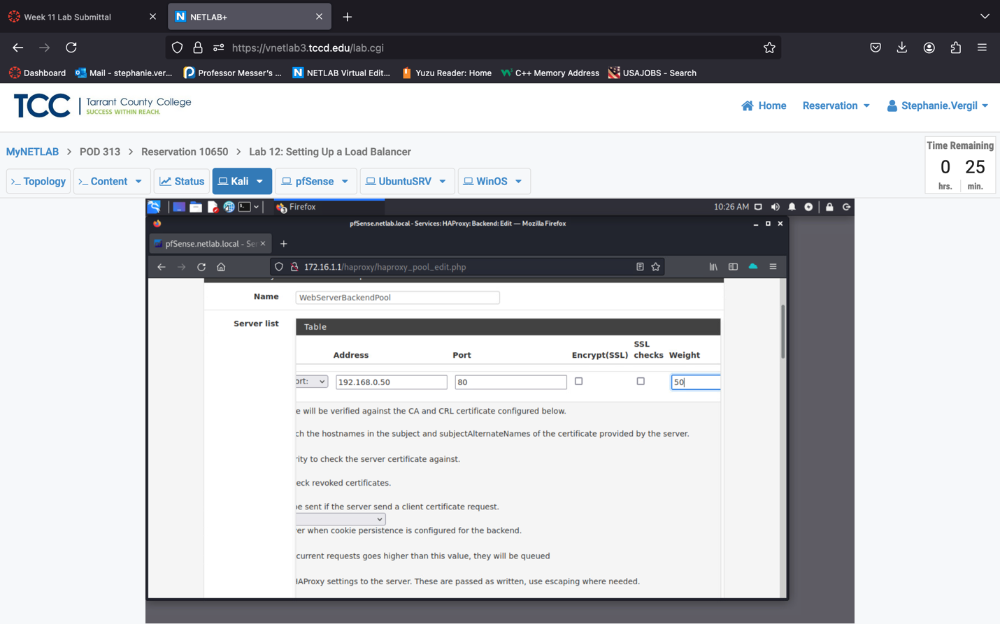 Week 11 Lab Submittal
NETLAB+
https://vnetlab3.tccd.edu/lab.cgi
Dashboard
Mail - stephanie.ver...
Professor Messer's ...
NETLAB Virtual Edit...
Yuzu Reader: Home
C++ Memory Address
USAJOBS - Search
TCC
Tarrant County College
SUCCESS WITHIN REACH.
Home
Reservation
Stephanie.Vergil
MyNETLAB > POD 313 > Reservation 10650 > Lab 12: Setting Up a Load Balancer
Time Remaining
0 25
hrs. min.
>_ Topology
>_ Content
Status
Kali
pfSense
UbuntuSRV
WinOS
Firefox
10:26 AM
pfSense.netlab.local - Services: HAProxy: Backend: Edit — Mozilla Firefox
pfSense.netlab.local - Ser
172.16.1.1/haproxy/haproxy_pool_edit.php
Name
WebServerBackendPool
Server list
Table
Address
Port
Encrypt(SSL)
SSL
checks
Weight
ort:
192.168.0.50
80
50
e will be verified against the CA and CRL certificate configured below.
ch the hostnames in the subject and subjectAlternateNames of the certificate provided by the server.
rity to check the server certificate against.
eck revoked certificates.
be sent if the server send a client certificate request.
er when cookie persistence is configured for the backend.
current requests goes higher than this value, they will be queued
HAProxy settings to the server. These are passed as written, use escaping where needed.